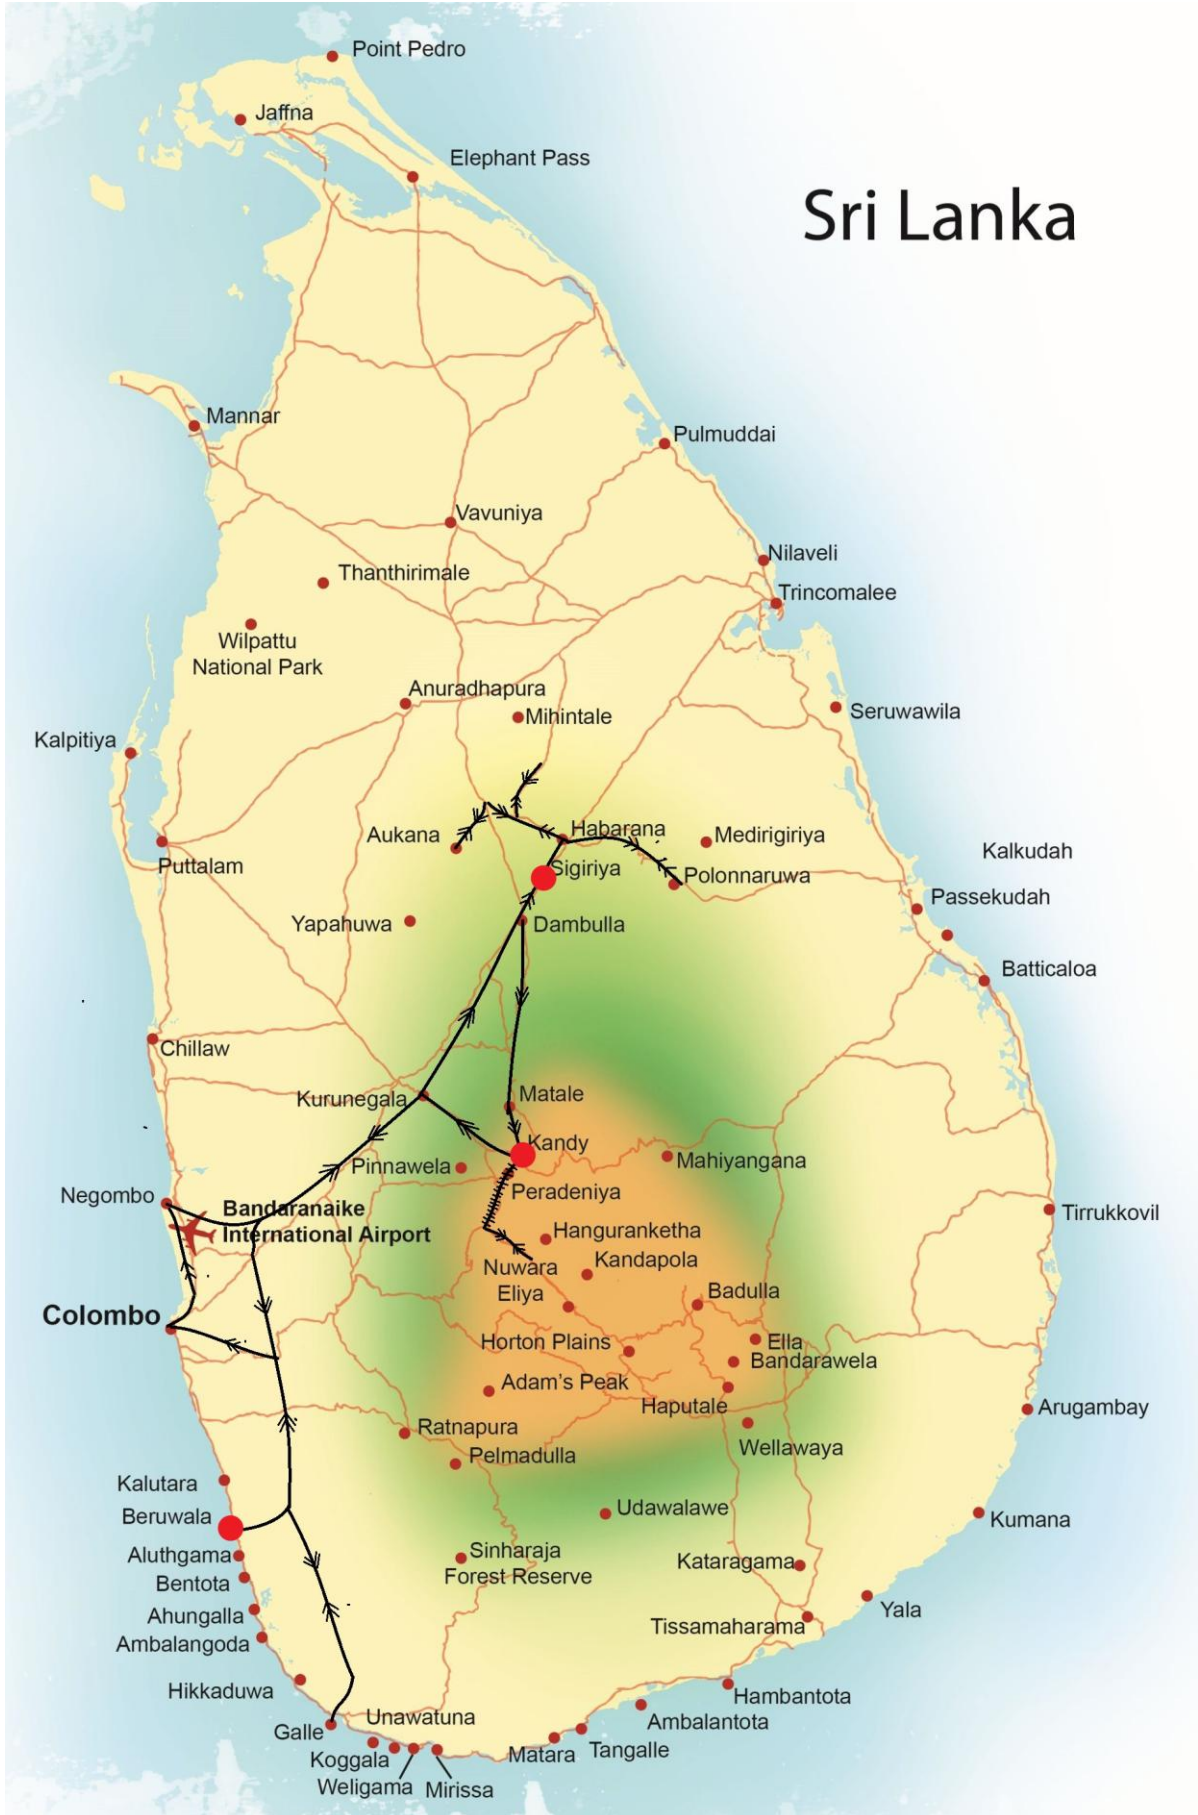 Point Pedro
Jaffna
Elephant Pass
Sri Lanka
Mannar
Pulmuddai
Vavuniya
Nilaveli
Thanthirimale
Trincomalee
Wilpattu
National Park
Anuradhapura
Mihintale
Seruwawila
Kalpitiya
Aukana
Habarana
Medirigiriya
Kalkudah
Puttalam
Sigiriya
Polonnaruwa
Passekudah
Yapahuwa
Dambulla
Batticaloa
Chillaw
Kurunegala
Matale
Kandy
Pinnawela
Mahiyangana
Negombo
Peradeniya
Bandaranaike
International Airport
Tirrukkovil
Hanguranketha
Kandapola
Nuwara
Eliya
Badulla
Colombo
Horton Plains
Ella
Bandarawela
Adam's Peak
Haputale
Arugambay
Ratnapura
Wellawaya
Pelmadulla
Kalutara
Udawalawe
Beruwala
Kumana
Aluthgama
Sinharaja
Forest Reserve
Kataragama
Bentota
Yala
Ahungalla
Tissamaharama
Ambalangoda
Hikkaduwa
Hambantota
Unawatuna
Ambalantota
Galle
Koggala
Matara
Tangalle
Weligama
Mirissa